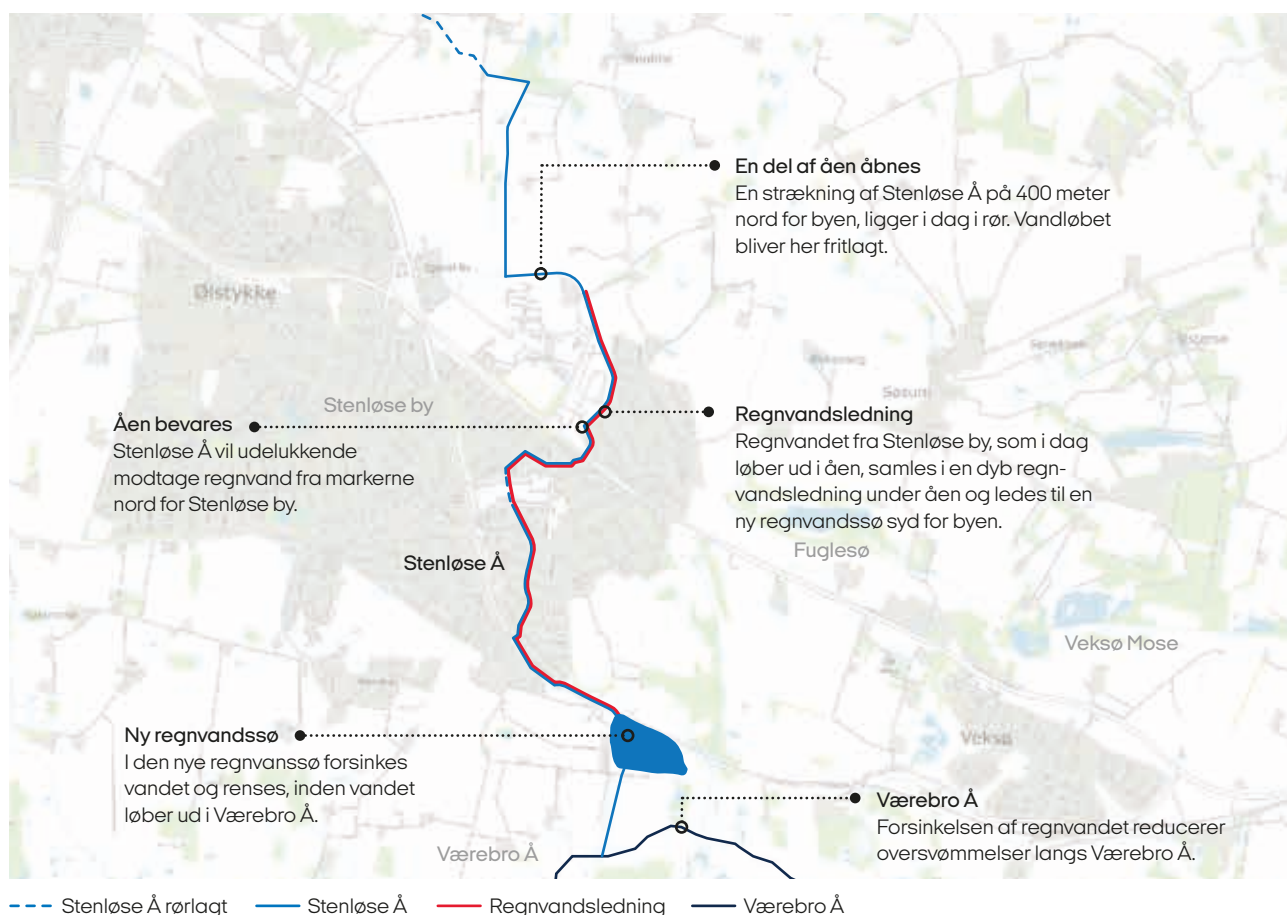 En del af åen åbnes
En strækning af Stenløse Å på 400 meter
nord for byen, ligger i dag i rør. Vandløbet
bliver her fritlagt.
Ølstykke
Stenløse by
Åen bevares
Stenløse Å vil udelukkende
modtage regnvand fra markerne
nord for Stenløse by.
Søsum
Regnvandsledning
Regnvandet fra Stenløse by, som i dag
løber ud i åen, samles i en dyb regn-
vandsledning under åen og ledes til en
ny regnvandssø syd for byen.
Fuglesø
Stenløse Å
Veksø Mose
Ny regnvandssø
I den nye regnvanssø forsinkes
vandet og renses, inden vandet
løber ud i Værebro Å.
Veksø
Værebro Å
Forsinkelsen af regnvandet reducerer
oversvømmelser langs Værebro Å.
Værebro Å
Stenløse Å rørlagt
Stenløse Å
Regnvandsledning
Værebro Å